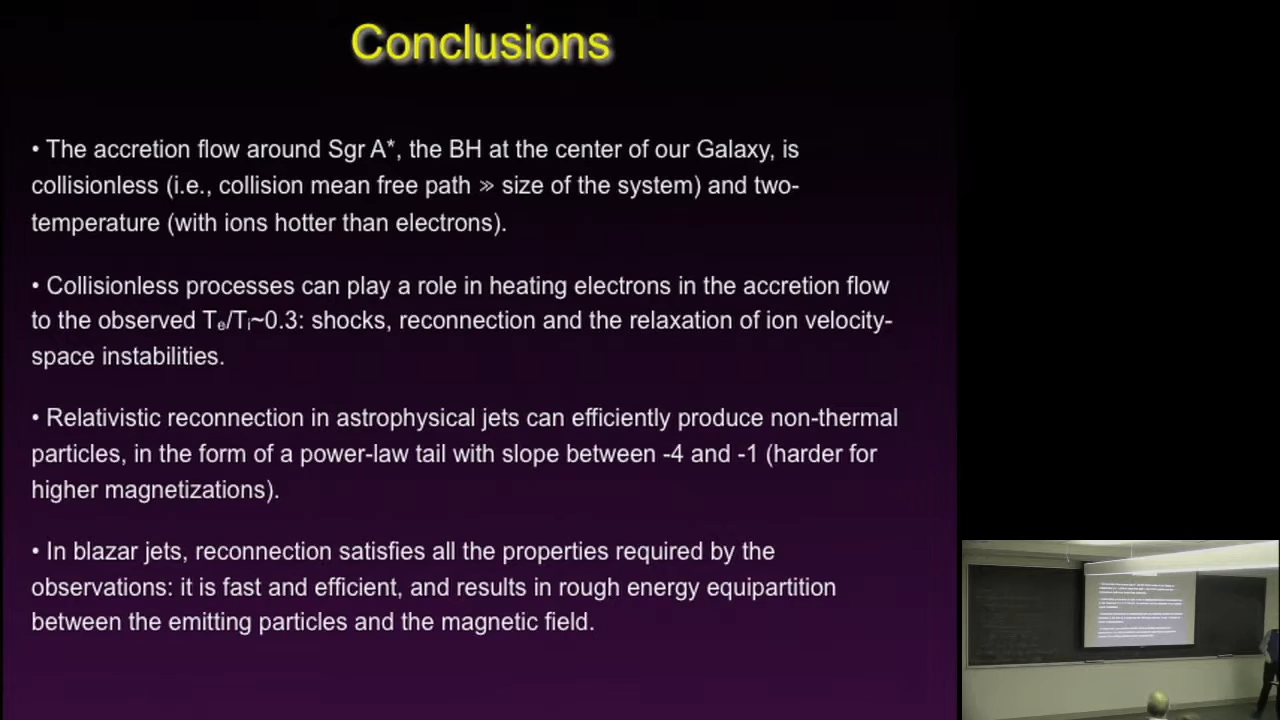 Conclusions
• The accretion flow around Sgr A*, the BH at the center of our Galaxy, is
collisionless (i.e., collision mean free path ≫ size of the system) and two-
temperature (with ions hotter than electrons).
• Collisionless processes can play a role in heating electrons in the accretion flow
to the observed Tₑ/Tᵢ~0.3: shocks, reconnection and the relaxation of ion velocity-
space instabilities.
• Relativistic reconnection in astrophysical jets can efficiently produce non-thermal
particles, in the form of a power-law tail with slope between -4 and -1 (harder for
higher magnetizations).
• In blazar jets, reconnection satisfies all the properties required by the
observations: it is fast and efficient, and results in rough energy equipartition
between the emitting particles and the magnetic field.